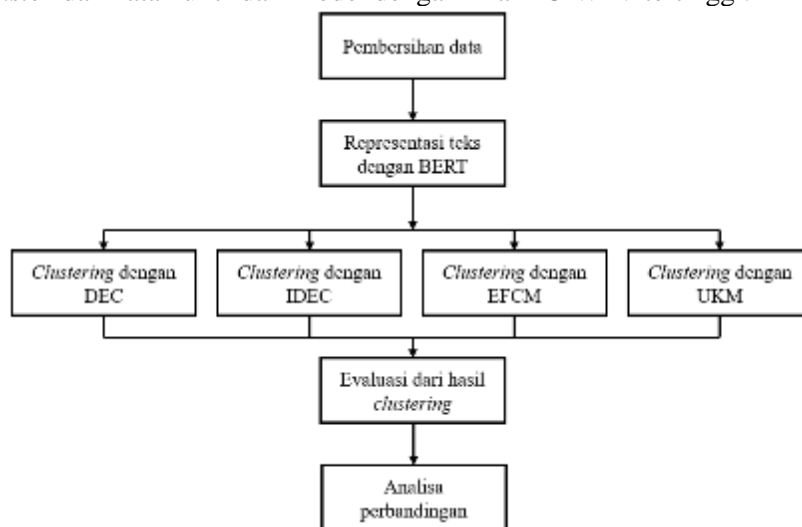 Pembersihan data
Representasi teks
dengan BERT
Clustering dengan
DEC
Clustering dengan
IDEC
Clustering dengan
EFCM
Clustering dengan
UKM
Evaluasi dari hasil
clustering
Analisa
perbandingan